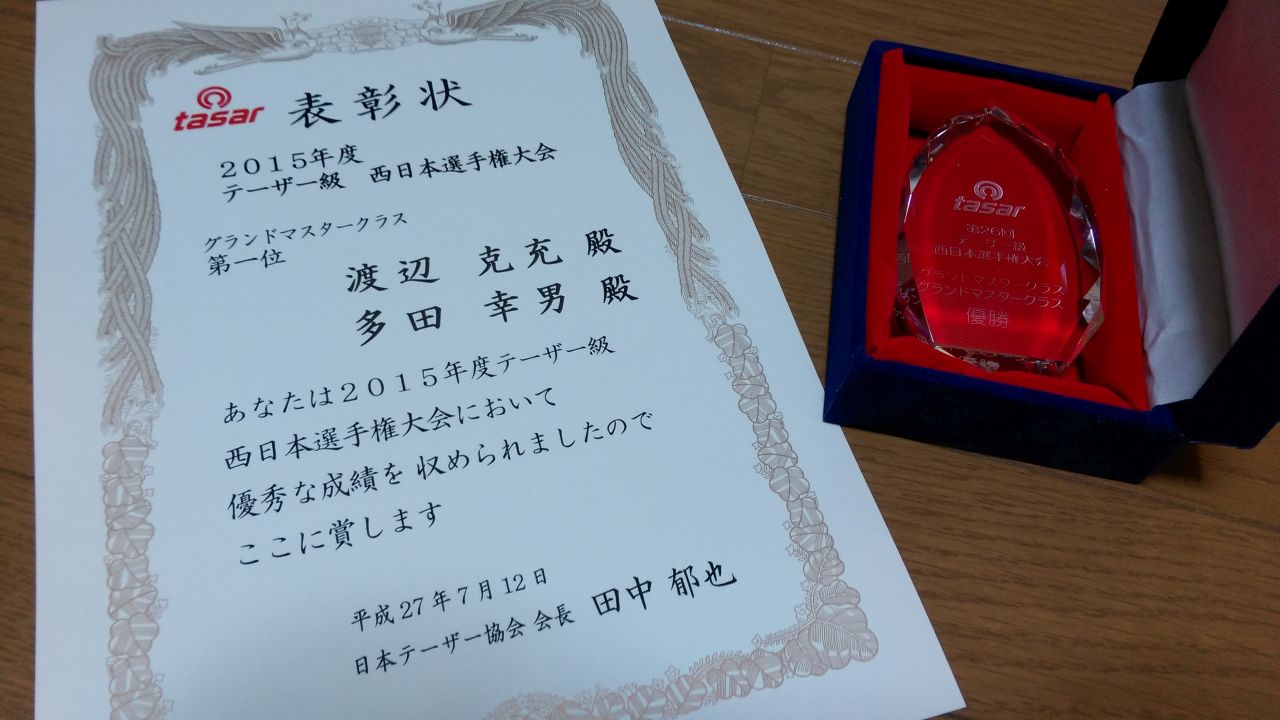 tasar 表彰状
２０１５年度
テーザー級 西日本選手権大会
グランドマスタークラス
第一位
渡辺 克充 殿
多田 幸男 殿
あなたは２０１５年度テーザー級
西日本選手権大会において
優秀な成績を 収められましたので
ここに賞します
平成 27 年 7 月 12 日
日本テーザー協会 会長 田中 郁也
tasar
第26回
テーザー級
西日本選手権大会
グランドマスタークラス
優勝